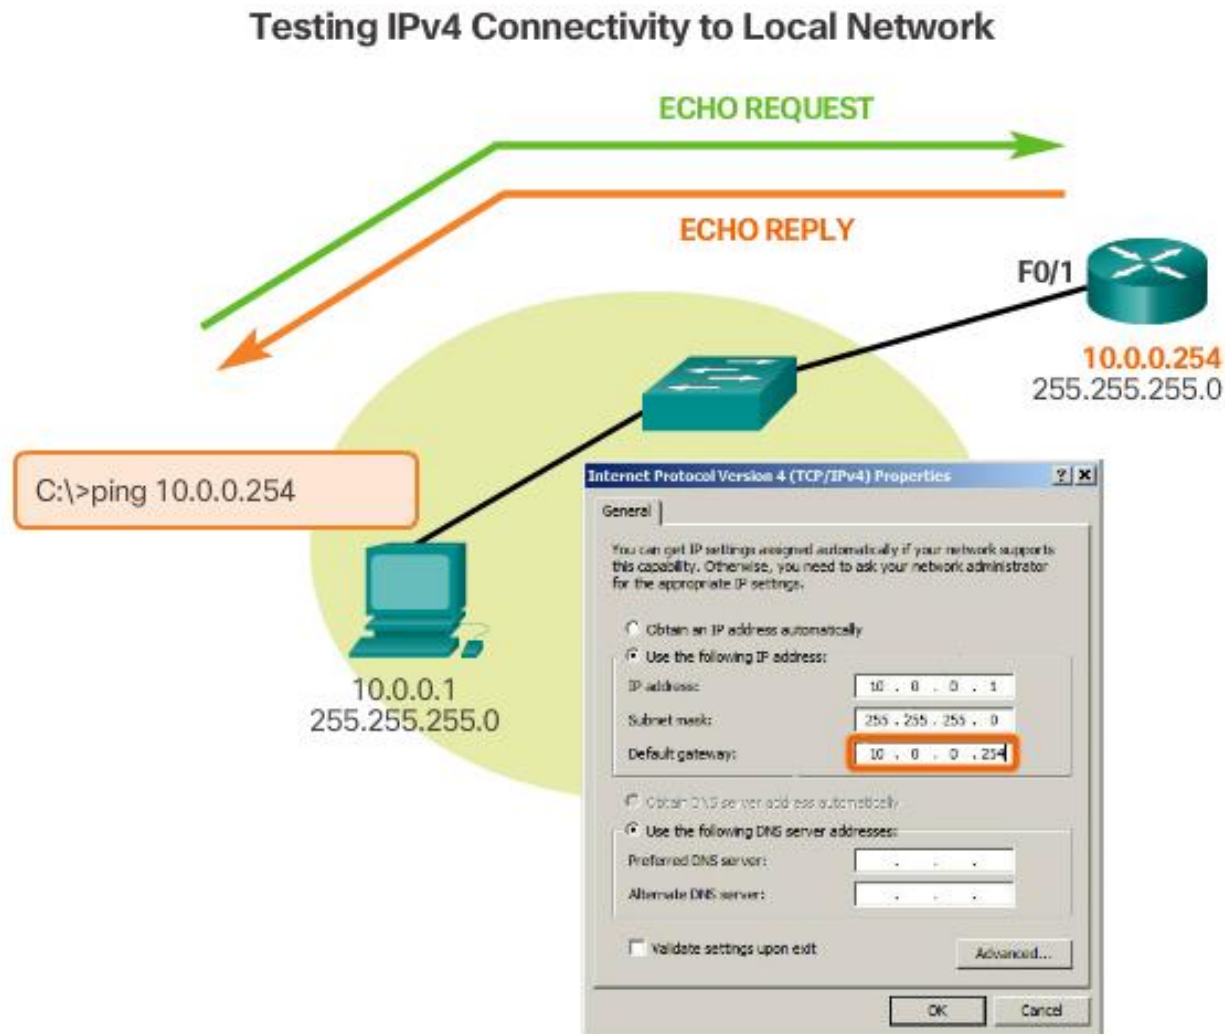 Testing IPv4 Connectivity to Local Network
ECHO REQUEST
ECHO REPLY
F0/1
10.0.0.254
255.255.255.0
C:\>ping 10.0.0.254
10.0.0.1
255.255.255.0
Internet Protocol Version 4 (TCP/IPv4) Properties
General
You can get IP settings assigned automatically if your network supports
this capability. Otherwise, you need to ask your network administrator
for the appropriate IP settings.
Obtain an IP address automatically
Use the following IP address:
IP address: 10 . 0 . 0 . 1
Subnet mask: 255 . 255 . 255 . 0
Default gateway: 10 . 0 . 0 . 254
Obtain DNS server address automatically
Use the following DNS server addresses:
Preferred DNS server: . . .
Alternate DNS server: . . .
Validate settings upon exit
Advanced...
OK Cancel